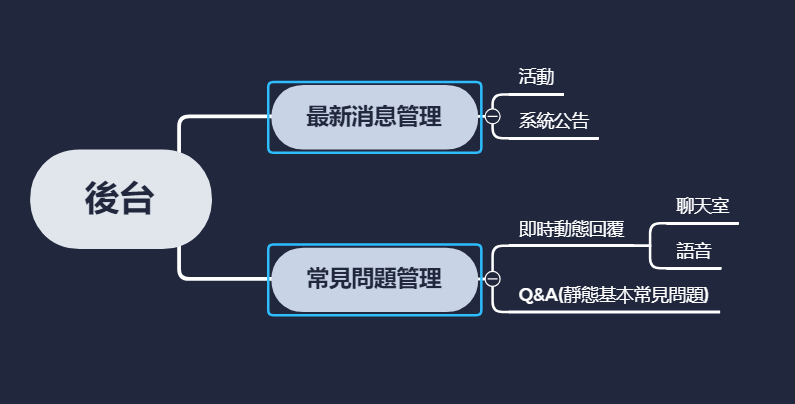 後台
最新消息管理
活動
系統公告
常見問題管理
即時動態回覆
聊天室
語音
Q&A(靜態基本常見問題)